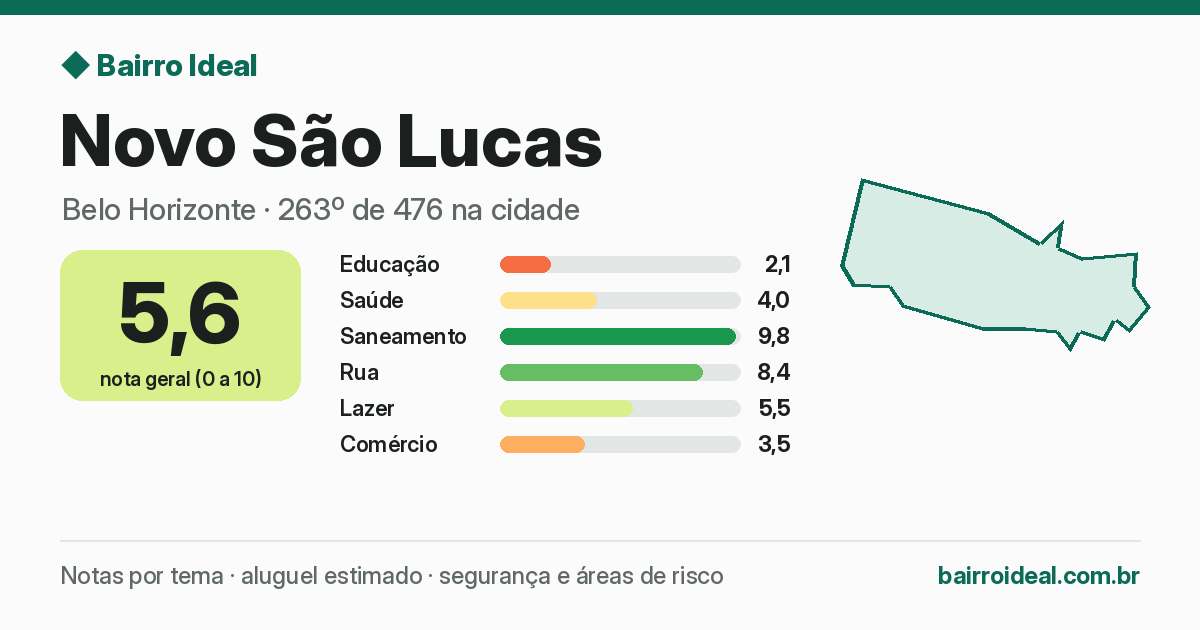 Bairro Ideal
Novo São Lucas
Belo Horizonte · 263º de 476 na cidade
5,6
nota geral (0 a 10)
Educação 2,1
Saúde 4,0
Saneamento 9,8
Rua 8,4
Lazer 5,5
Comércio 3,5
Notas por tema · aluguel estimado · segurança e áreas de risco
bairroideal.com.br